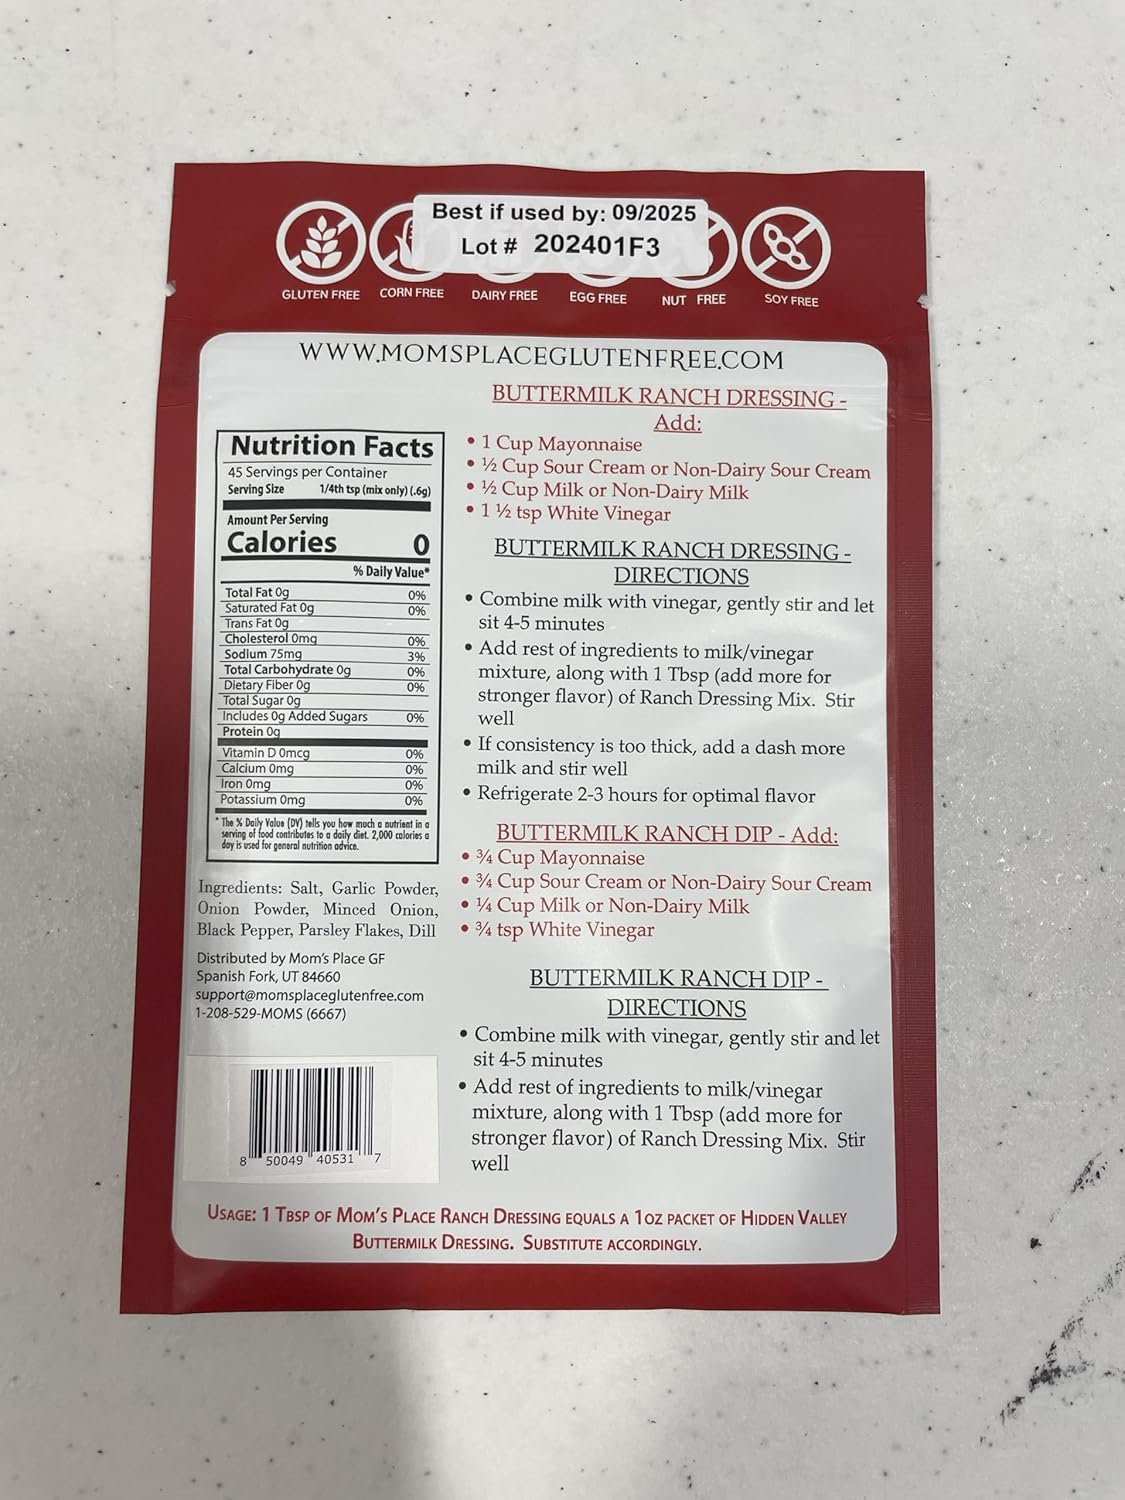 Best if used by: 09/2025
Lot # 202401F3
GLUTEN FREE
CORN FREE
DAIRY FREE
EGG FREE
NUT FREE
SOY FREE
WWW.MOMSPLACEGLUTENFREE.COM
Nutrition Facts
45 Servings per Container
Serving Size 1/4th tsp (mix only) (.6g)
Amount Per Serving
Calories 0
% Daily Value*
Total Fat 0g 0%
Saturated Fat 0g 0%
Trans Fat 0g
Cholesterol 0mg 0%
Sodium 75mg 3%
Total Carbohydrate 0g 0%
Dietary Fiber 0g 0%
Total Sugar 0g
Includes 0g Added Sugars 0%
Protein 0g
Vitamin D 0mcg 0%
Calcium 0mg 0%
Iron 0mg 0%
Potassium 0mg 0%
* The % Daily Value (DV) tells you how much a nutrient in a
serving of food contributes to a daily diet. 2,000 calories a
day is used for general nutrition advice.
Ingredients: Salt, Garlic Powder,
Onion Powder, Minced Onion,
Black Pepper, Parsley Flakes, Dill
Distributed by Mom's Place GF
Spanish Fork, UT 84660
support@momsplaceglutenfree.com
1-208-529-MOMS (6667)
8 50049 40531 7
BUTTERMILK RANCH DRESSING -
Add:
• 1 Cup Mayonnaise
• ½ Cup Sour Cream or Non-Dairy Sour Cream
• ½ Cup Milk or Non-Dairy Milk
• 1 ½ tsp White Vinegar
BUTTERMILK RANCH DRESSING -
DIRECTIONS
• Combine milk with vinegar, gently stir and let
sit 4-5 minutes
• Add rest of ingredients to milk/vinegar
mixture, along with 1 Tbsp (add more for
stronger flavor) of Ranch Dressing Mix. Stir
well
• If consistency is too thick, add a dash more
milk and stir well
• Refrigerate 2-3 hours for optimal flavor
BUTTERMILK RANCH DIP - Add:
• ¾ Cup Mayonnaise
• ¾ Cup Sour Cream or Non-Dairy Sour Cream
• ¼ Cup Milk or Non-Dairy Milk
• ¾ tsp White Vinegar
BUTTERMILK RANCH DIP -
DIRECTIONS
• Combine milk with vinegar, gently stir and let
sit 4-5 minutes
• Add rest of ingredients to milk/vinegar
mixture, along with 1 Tbsp (add more for
stronger flavor) of Ranch Dressing Mix. Stir
well
USAGE: 1 TBSP OF MOM'S PLACE RANCH DRESSING EQUALS A 1OZ PACKET OF HIDDEN VALLEY
BUTTERMILK DRESSING. SUBSTITUTE ACCORDINGLY.